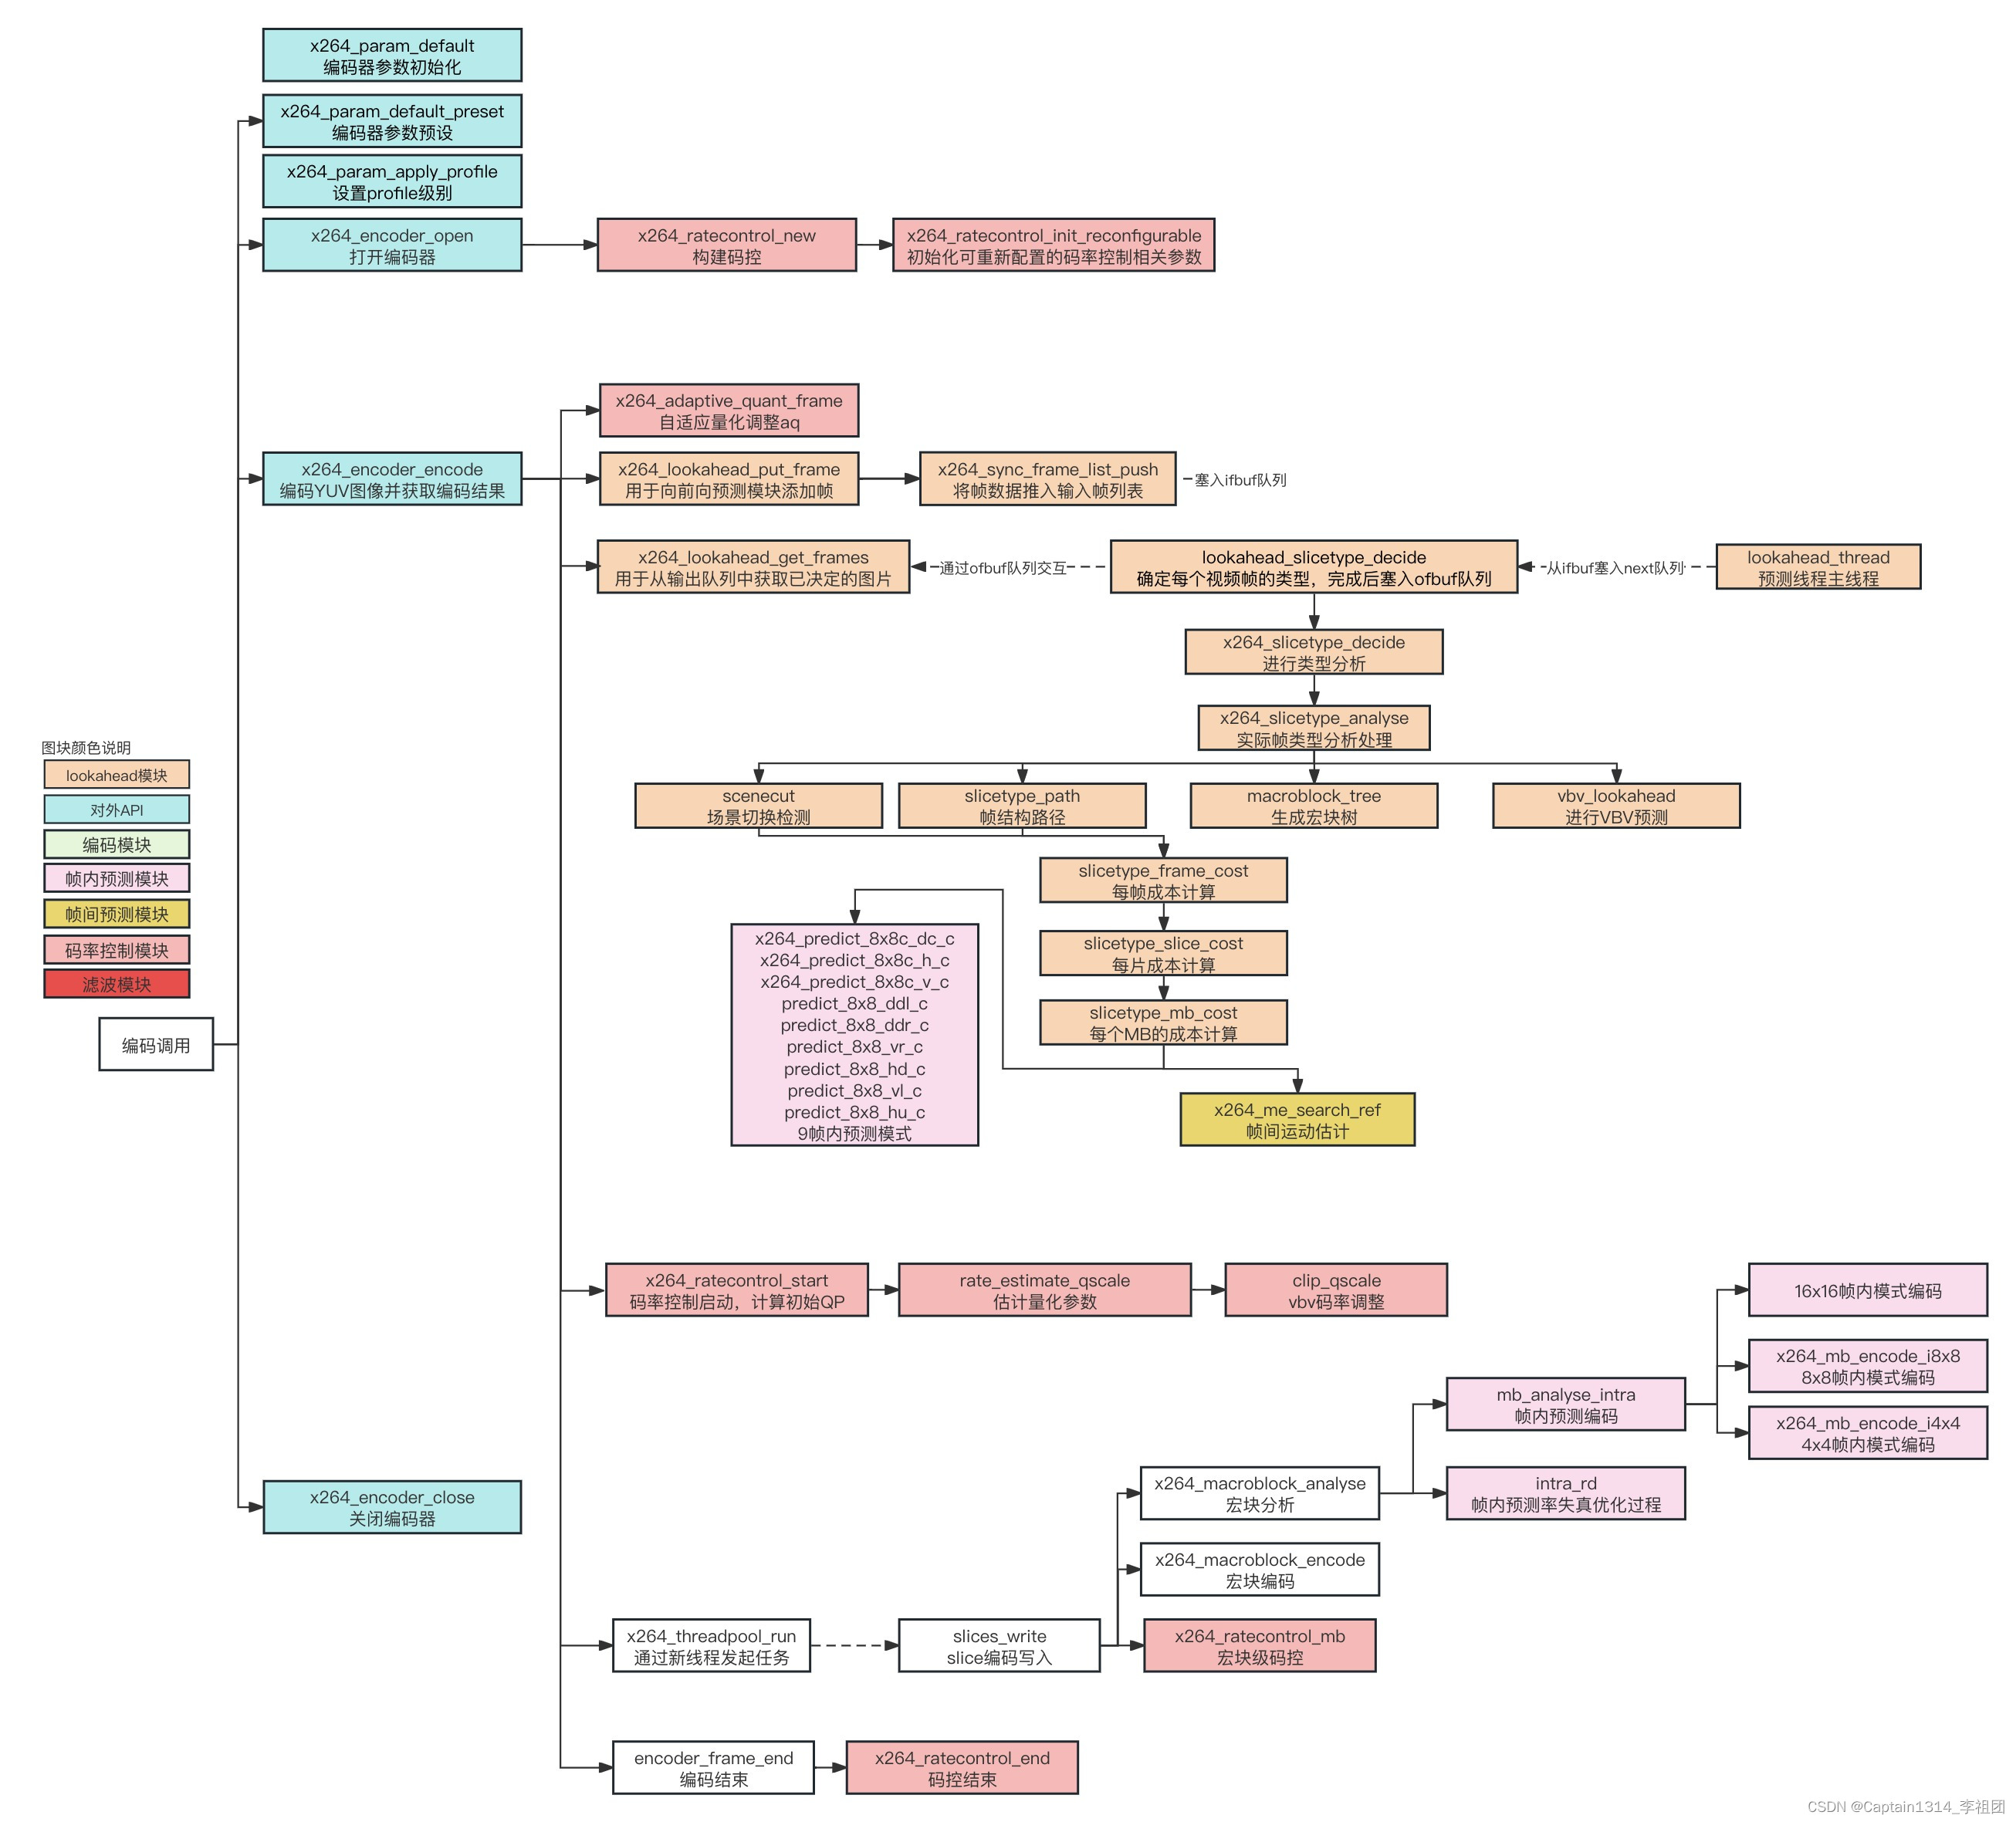 x264_param_default
编码器参数初始化
x264_param_default_preset
编码器参数预设
x264_param_apply_profile
设置profile级别
x264_encoder_open
打开编码器
x264_ratecontrol_new
构建码控
x264_ratecontrol_init_reconfigurable
初始化可重新配置的码率控制相关参数
x264_adaptive_quant_frame
自适应量化调整aq
x264_encoder_encode
编码YUV图像并获取编码结果
x264_lookahead_put_frame
用于向前向预测模块添加帧
x264_sync_frame_list_push
将帧数据推入输入帧列表
塞入ifbuf队列
x264_lookahead_get_frames
用于从输出队列中获取已决定的图片
通过ofbuf队列交互
lookahead_slicetype_decide
确定每个视频帧的类型，完成后塞入ofbuf队列
从ifbuf塞入next队列
lookahead_thread
预测线程主线程
x264_slicetype_decide
进行类型分析
x264_slicetype_analyse
实际帧类型分析处理
scenecut
场景切换检测
slicetype_path
帧结构路径
macroblock_tree
生成宏块树
vbv_lookahead
进行VBV预测
slicetype_frame_cost
每帧成本计算
slicetype_slice_cost
每片成本计算
slicetype_mb_cost
每个MB的成本计算
x264_predict_8x8c_dc_c
x264_predict_8x8c_h_c
x264_predict_8x8c_v_c
predict_8x8_ddl_c
predict_8x8_ddr_c
predict_8x8_vr_c
predict_8x8_hd_c
predict_8x8_vl_c
predict_8x8_hu_c
9帧内预测模式
x264_me_search_ref
帧间运动估计
图块颜色说明
lookahead模块
对外API
编码模块
帧内预测模块
帧间预测模块
码率控制模块
滤波模块
编码调用
x264_ratecontrol_start
码率控制启动，计算初始QP
rate_estimate_qscale
估计量化参数
clip_qscale
vbv码率调整
16x16帧内模式编码
x264_mb_encode_i8x8
8x8帧内模式编码
mb_analyse_intra
帧内预测编码
x264_mb_encode_i4x4
4x4帧内模式编码
x264_encoder_close
关闭编码器
x264_macroblock_analyse
宏块分析
intra_rd
帧内预测率失真优化过程
x264_macroblock_encode
宏块编码
x264_threadpool_run
通过新线程发起任务
slices_write
slice编码写入
x264_ratecontrol_mb
宏块级码控
encoder_frame_end
编码结束
x264_ratecontrol_end
码控结束
CSDN @Captain1314_李祖团